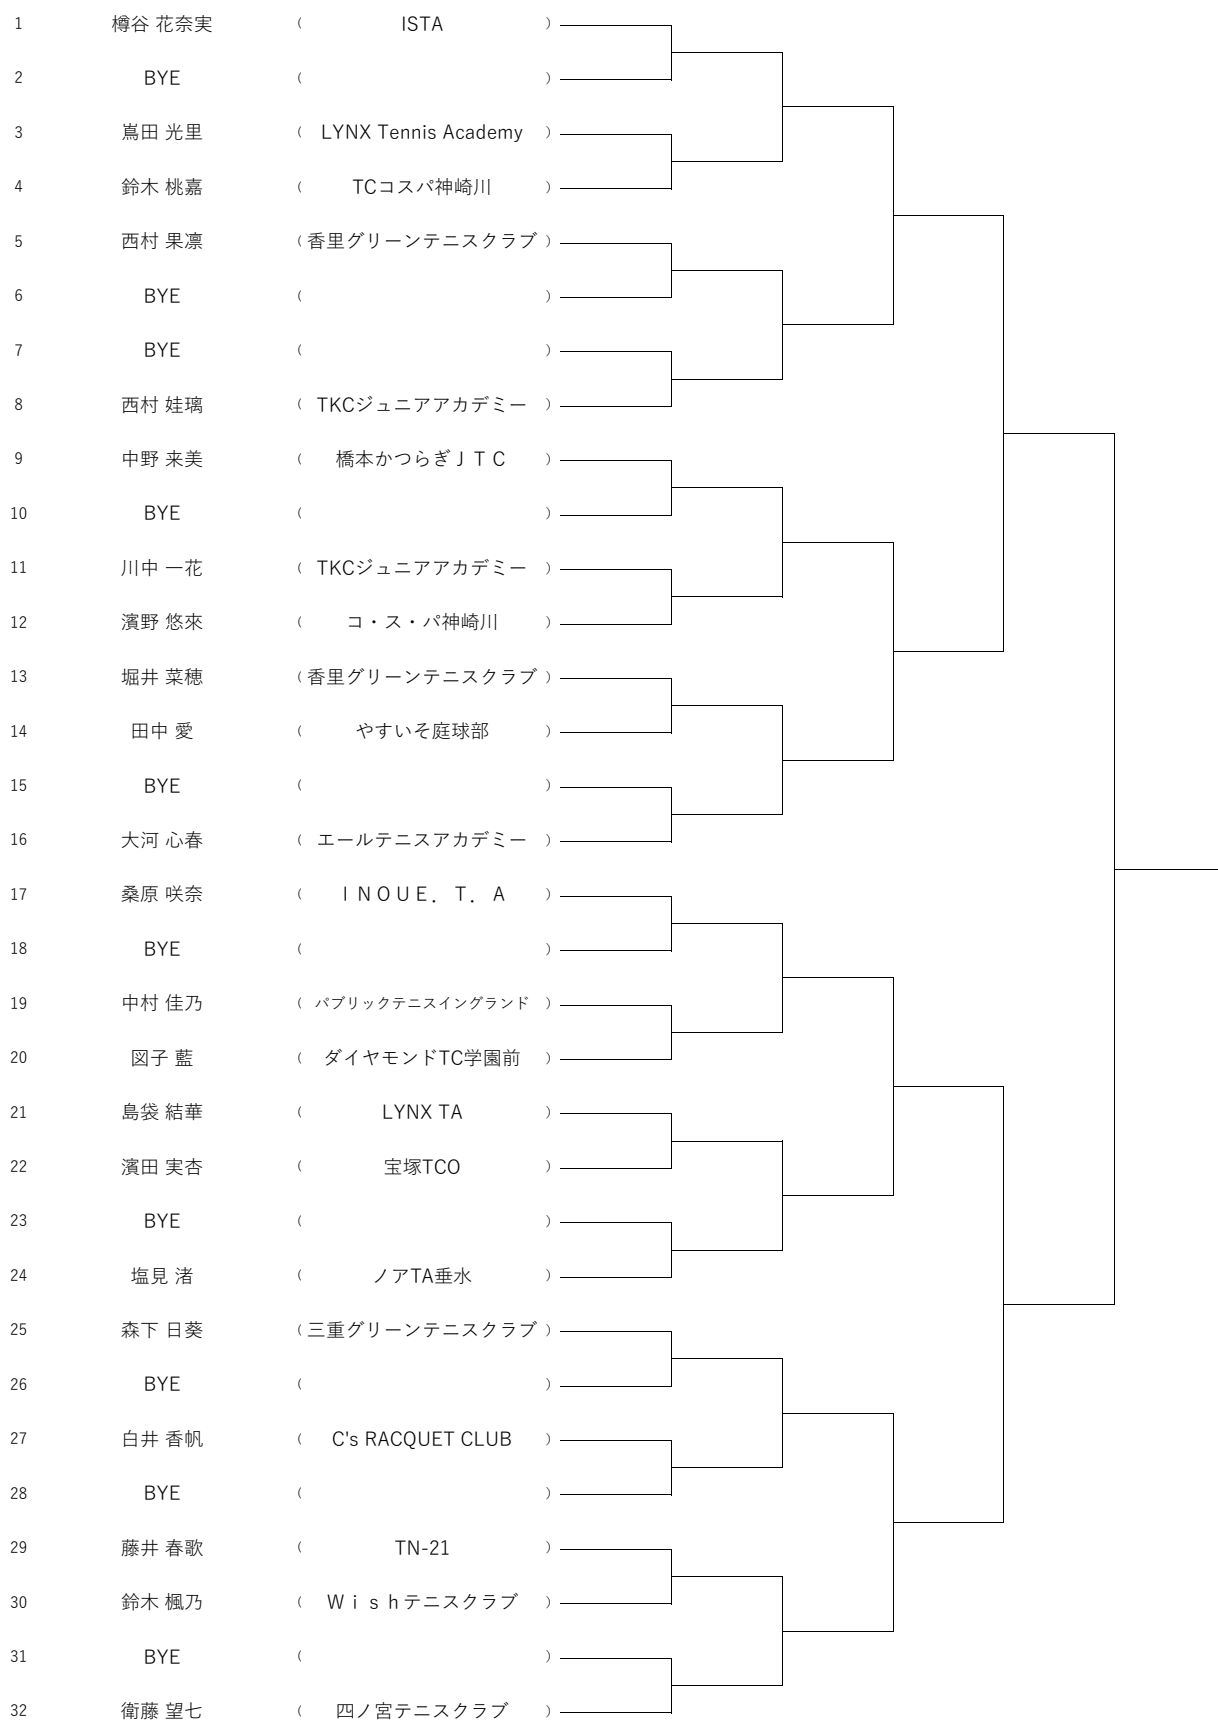 1 樽谷 花奈実 ( ISTA )
2 BYE ( )
3 嶌田 光里 ( LYNX Tennis Academy )
4 鈴木 桃嘉 ( TCコスパ神崎川 )
5 西村 果凛 ( 香里グリーンテニスクラブ )
6 BYE ( )
7 BYE ( )
8 西村 娃璃 ( TKCジュニアアカデミー )
9 中野 来美 ( 橋本かつらぎＪＴＣ )
10 BYE ( )
11 川中 一花 ( TKCジュニアアカデミー )
12 濱野 悠來 ( コ・ス・パ神崎川 )
13 堀井 菜穂 ( 香里グリーンテニスクラブ )
14 田中 愛 ( やすいそ庭球部 )
15 BYE ( )
16 大河 心春 ( エールテニスアカデミー )
17 桑原 咲奈 ( ＩＮＯＵＥ．Ｔ．Ａ )
18 BYE ( )
19 中村 佳乃 ( パブリックテニスイングランド )
20 図子 藍 ( ダイヤモンドTC学園前 )
21 島袋 結華 ( LYNX TA )
22 濱田 実杏 ( 宝塚TCO )
23 BYE ( )
24 塩見 渚 ( ノアTA垂水 )
25 森下 日葵 ( 三重グリーンテニスクラブ )
26 BYE ( )
27 白井 香帆 ( C's RACQUET CLUB )
28 BYE ( )
29 藤井 春歌 ( TN-21 )
30 鈴木 楓乃 ( Ｗｉｓｈテニスクラブ )
31 BYE ( )
32 衛藤 望七 ( 四ノ宮テニスクラブ )